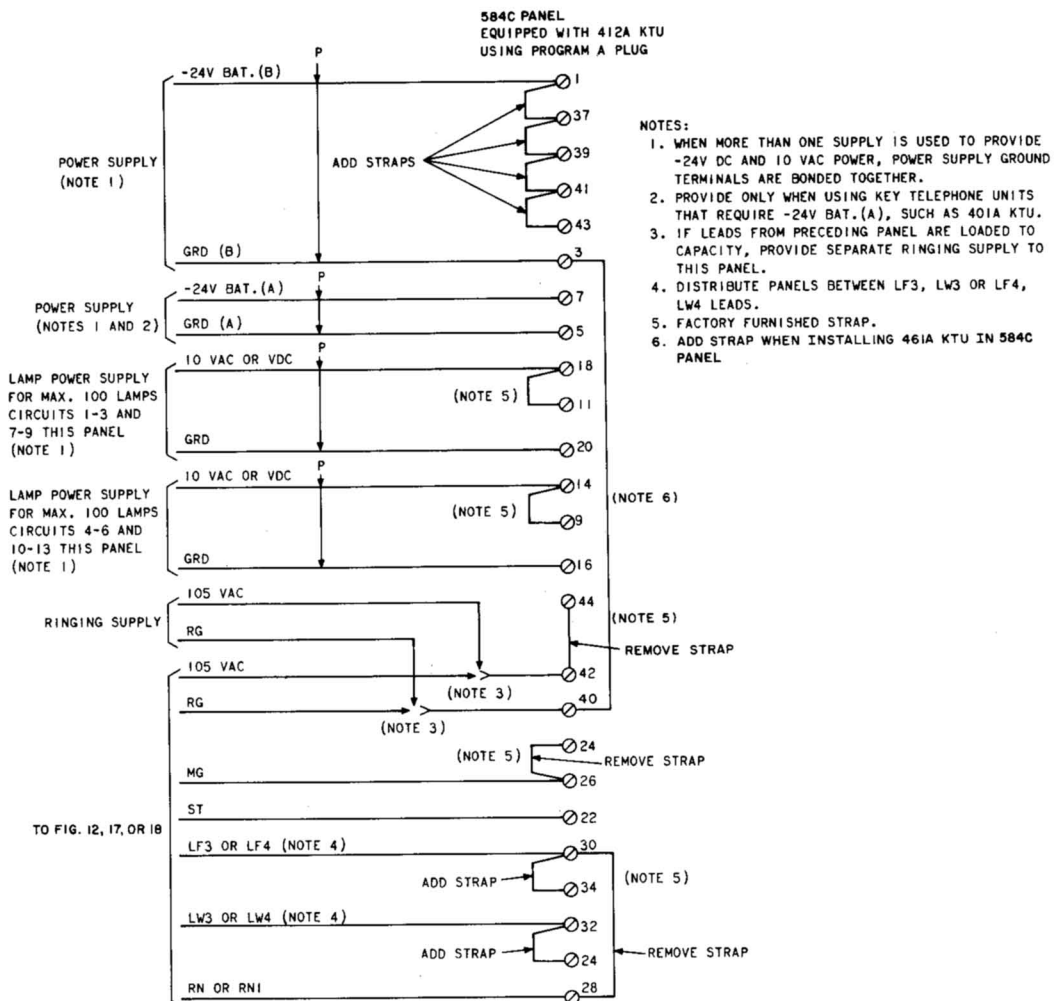 584C PANEL
EQUIPPED WITH 412A KTU
USING PROGRAM A PLUG
P
-24V BAT.(B)
1
37
39
41
43
ADD STRAPS
POWER SUPPLY
(NOTE 1)
GRD (B)
3
P
-24V BAT.(A)
7
POWER SUPPLY
(NOTES 1 AND 2)
GRD (A)
5
P
10 VAC OR VDC
18
(NOTE 5)
11
LAMP POWER SUPPLY
FOR MAX. 100 LAMPS
CIRCUITS 1-3 AND
7-9 THIS PANEL
(NOTE 1)
GRD
20
P
10 VAC OR VDC
14
(NOTE 5)
9
(NOTE 6)
LAMP POWER SUPPLY
FOR MAX. 100 LAMPS
CIRCUITS 4-6 AND
10-13 THIS PANEL
(NOTE 1)
GRD
16
105 VAC
44
RINGING SUPPLY
RG
(NOTE 5)
REMOVE STRAP
105 VAC
42
(NOTE 3)
RG
40
(NOTE 3)
24
(NOTE 5)
REMOVE STRAP
MG
26
ST
22
TO FIG. 12, 17, OR 18
LF3 OR LF4 (NOTE 4)
30
ADD STRAP
34
(NOTE 5)
LW3 OR LW4 (NOTE 4)
32
ADD STRAP
24
REMOVE STRAP
RN OR RN1
28
NOTES:
1. WHEN MORE THAN ONE SUPPLY IS USED TO PROVIDE
-24V DC AND 10 VAC POWER, POWER SUPPLY GROUND
TERMINALS ARE BONDED TOGETHER.
2. PROVIDE ONLY WHEN USING KEY TELEPHONE UNITS
THAT REQUIRE -24V BAT.(A), SUCH AS 401A KTU.
3. IF LEADS FROM PRECEDING PANEL ARE LOADED TO
CAPACITY, PROVIDE SEPARATE RINGING SUPPLY TO
THIS PANEL.
4. DISTRIBUTE PANELS BETWEEN LF3, LW3 OR LF4,
LW4 LEADS.
5. FACTORY FURNISHED STRAP.
6. ADD STRAP WHEN INSTALLING 461A KTU IN 584C
PANEL